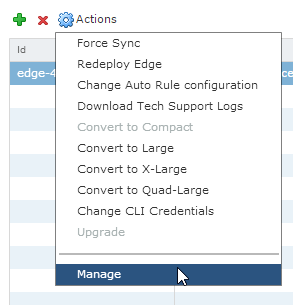 Actions
Id
Force Sync
edge-4
Redeploy Edge
Change Auto Rule configuration
Download Tech Support Logs
Convert to Compact
Convert to Large
Convert to X-Large
Convert to Quad-Large
Change CLI Credentials
Upgrade
Manage